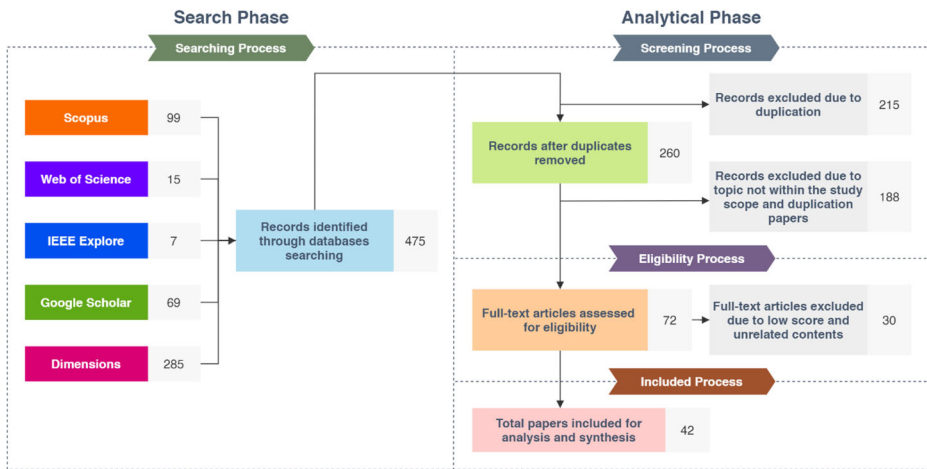 Search Phase
Analytical Phase
Searching Process
Screening Process
Scopus
99
Web of Science
15
IEEE Explore
7
Google Scholar
69
Dimensions
285
Records identified
through databases
searching
475
Records after duplicates
removed
260
Records excluded due to
duplication
215
Records excluded due to
topic not within the study
scope and duplication
papers
188
Eligibility Process
Full-text articles assessed
for eligibility
72
Full-text articles excluded
due to low score and
unrelated contents
30
Included Process
Total papers included for
analysis and synthesis
42